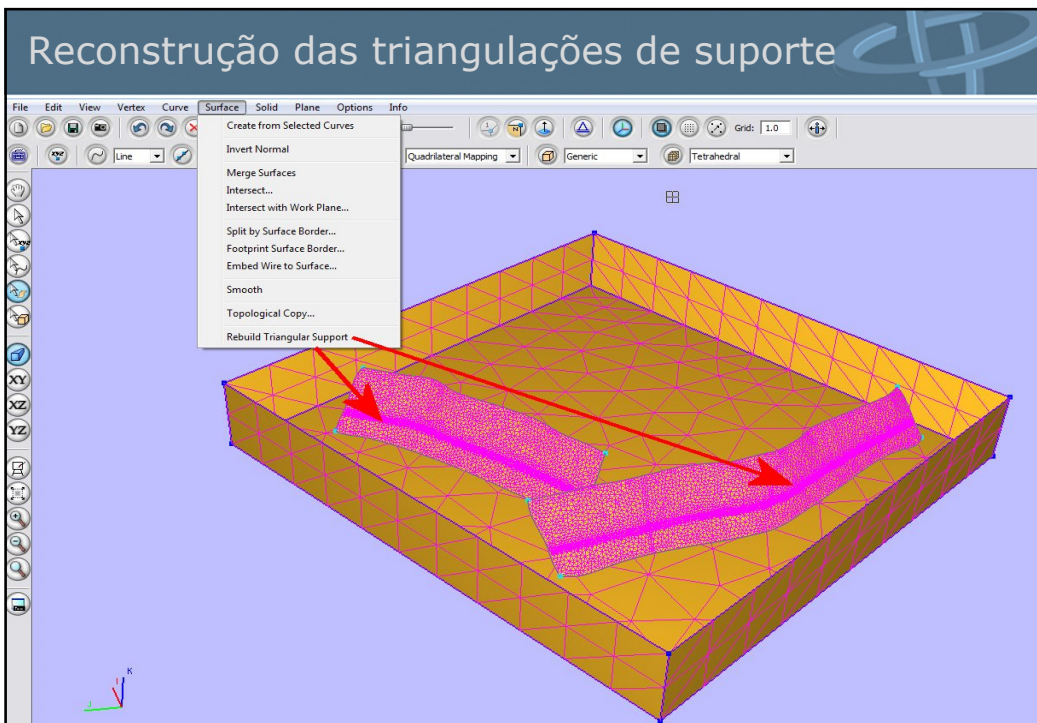 Reconstrução das triangulações de suporte
File Edit View Vertex Curve Surface Solid Plane Options Info
Create from Selected Curves
Invert Normal
Merge Surfaces
Intersect...
Intersect with Work Plane...
Split by Surface Border...
Footprint Surface Border...
Embed Wire to Surface...
Smooth
Topological Copy...
Rebuild Triangular Support
Grid: 1.0
Line Quadrilateral Mapping Generic Tetrahedral
XY
XZ
YZ
K
I
J